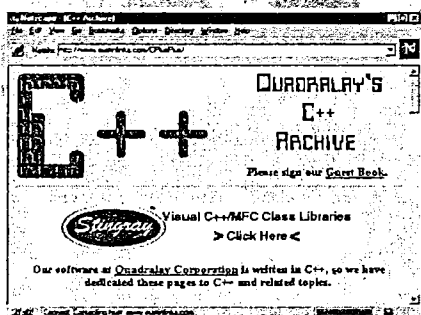 Netscape - [C++ Archive]
File Edit View Go Bookmarks Options Directory Window Help
C++
QUADRALAY'S
C++
ARCHIVE
Please sign our Guest Book.
Stingray
Visual C++/MFC Class Libraries
> Click Here <
Our software at Quadralay Corporation is written in C++, so we have
dedicated these pages to C++ and related topics.